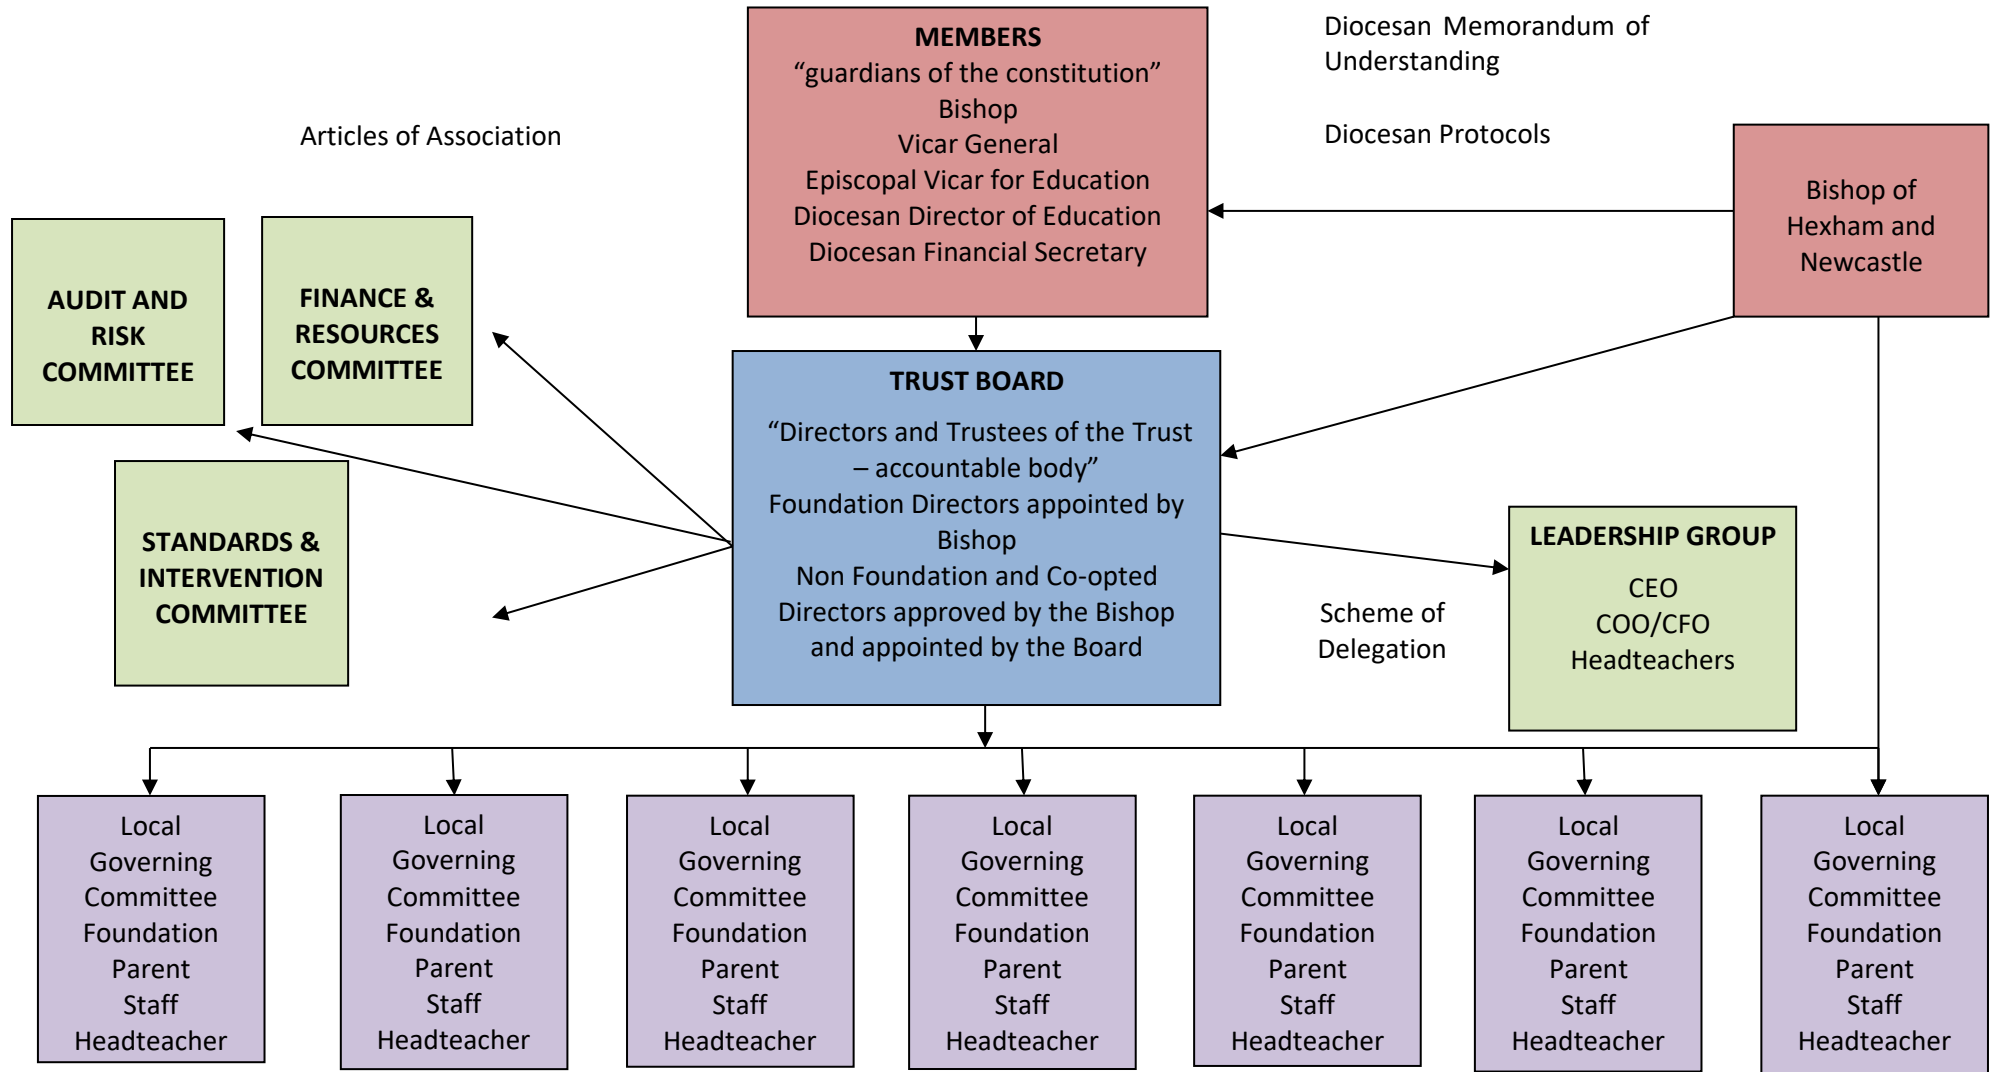 MEMBERS
“guardians of the constitution”
Bishop
Vicar General
Episcopal Vicar for Education
Diocesan Director of Education
Diocesan Financial Secretary
Diocesan Memorandum of
Understanding
Diocesan Protocols
Articles of Association
Bishop of
Hexham and
Newcastle
AUDIT AND
RISK
COMMITTEE
FINANCE &
RESOURCES
COMMITTEE
STANDARDS &
INTERVENTION
COMMITTEE
TRUST BOARD
“Directors and Trustees of the Trust
– accountable body”
Foundation Directors appointed by
Bishop
Non Foundation and Co-opted
Directors approved by the Bishop
and appointed by the Board
LEADERSHIP GROUP
CEO
COO/CFO
Headteachers
Scheme of
Delegation
Local
Governing
Committee
Foundation
Parent
Staff
Headteacher
Local
Governing
Committee
Foundation
Parent
Staff
Headteacher
Local
Governing
Committee
Foundation
Parent
Staff
Headteacher
Local
Governing
Committee
Foundation
Parent
Staff
Headteacher
Local
Governing
Committee
Foundation
Parent
Staff
Headteacher
Local
Governing
Committee
Foundation
Parent
Staff
Headteacher
Local
Governing
Committee
Foundation
Parent
Staff
Headteacher